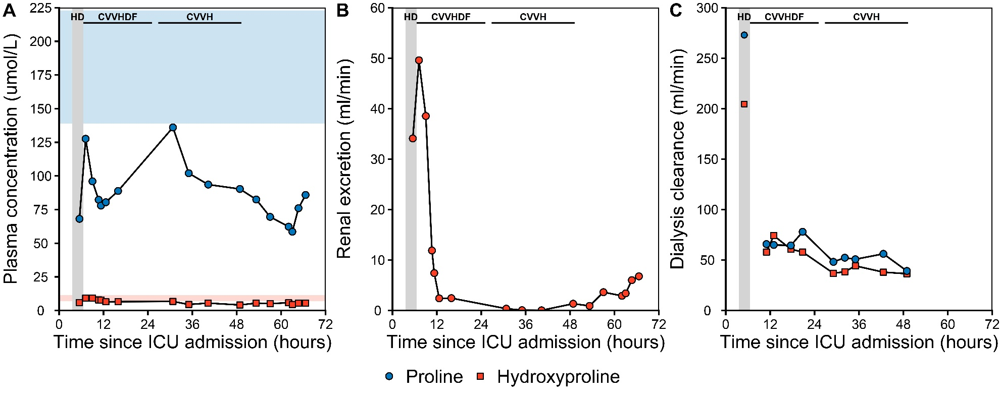 A
B
C
HD CVVHDF CVVH
HD CVVHDF CVVH
HD CVVHDF CVVH
Plasma concentration (umol/L)
225
200
175
150
125
100
75
50
25
0
0 12 24 36 48 60 72
Time since ICU admission (hours)
Renal excretion (ml/min)
60
50
40
30
20
10
0
0 12 24 36 48 60 72
Time since ICU admission (hours)
Dialysis clearance (ml/min)
300
250
200
150
100
50
0
0 12 24 36 48 60 72
Time since ICU admission (hours)
Proline Hydroxyproline